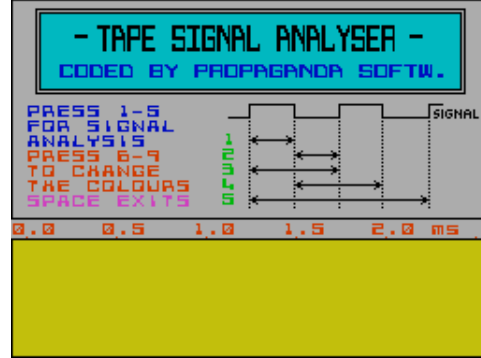 - TAPE SIGNAL ANALYSER -
CODED BY PROPAGANDA SOFTW.
PRESS 1-5
FOR SIGNAL
ANALYSIS
PRESS 6-9
TO CHANGE
THE COLOURS
SPACE EXITS
SIGNAL
1
2
3
4
5
0.0 0.5 1.0 1.5 2.0 ms